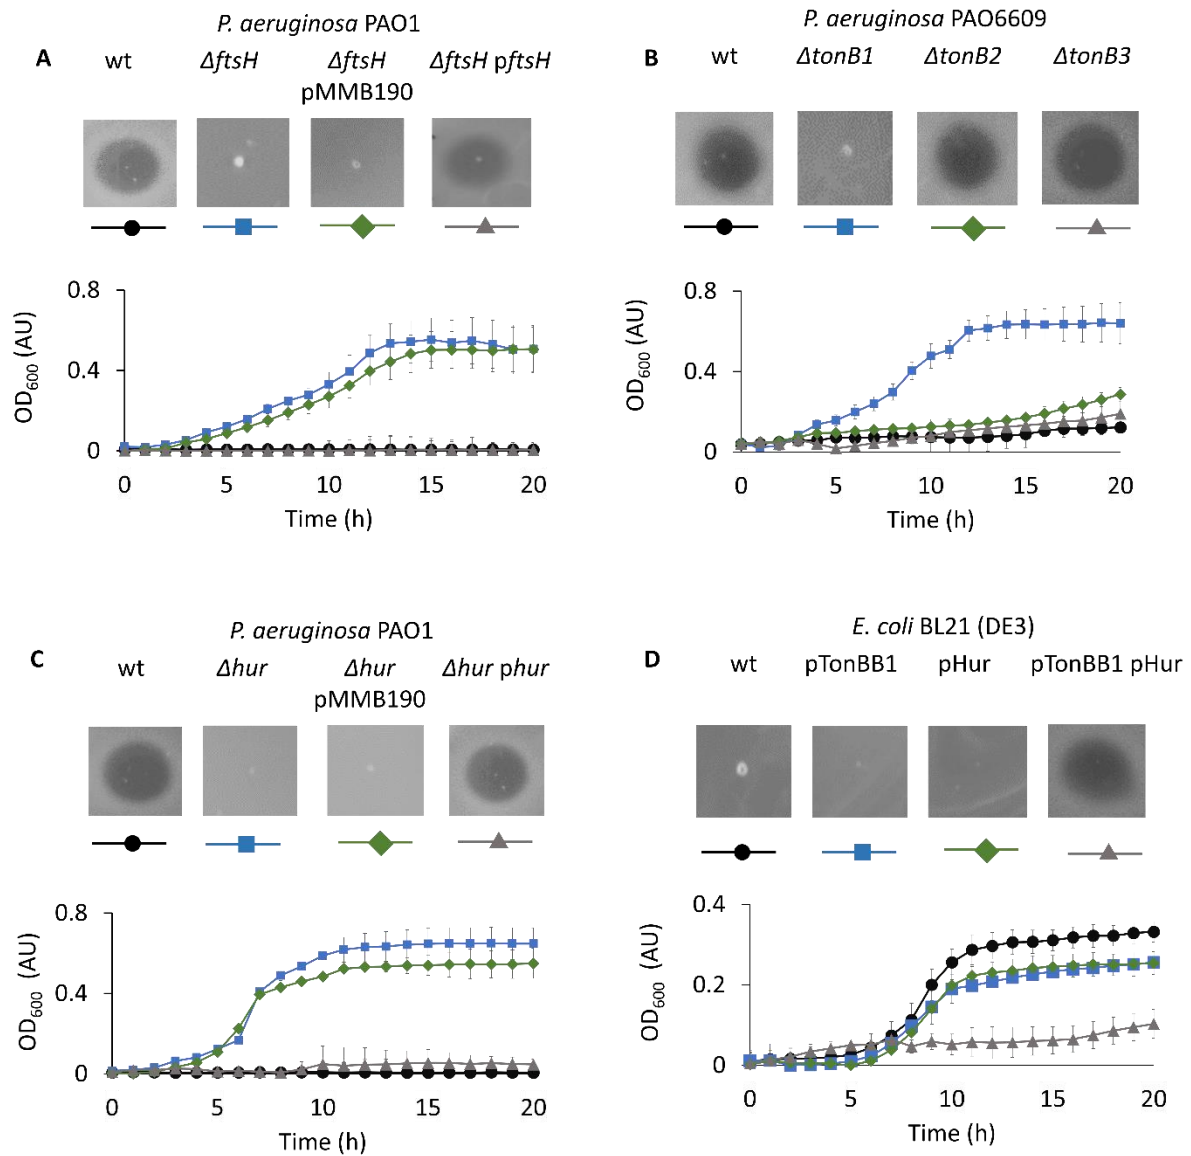 P. aeruginosa PAO1
A wt ΔftsH ΔftsH ΔftsH pftsH
pMMB190
0.8
0.4
0
OD600 (AU)
0 5 10 15 20
Time (h)
P. aeruginosa PAO6609
B wt ΔtonB1 ΔtonB2 ΔtonB3
0.8
0.4
0
OD600 (AU)
0 5 10 15 20
Time (h)
P. aeruginosa PAO1
C wt Δhur Δhur Δhur phur
pMMB190
0.8
0.4
0
OD600 (AU)
0 5 10 15 20
Time (h)
E. coli BL21 (DE3)
D wt pTonBB1 pHur pTonBB1 pHur
0.4
0.2
0
OD600 (AU)
0 5 10 15 20
Time (h)